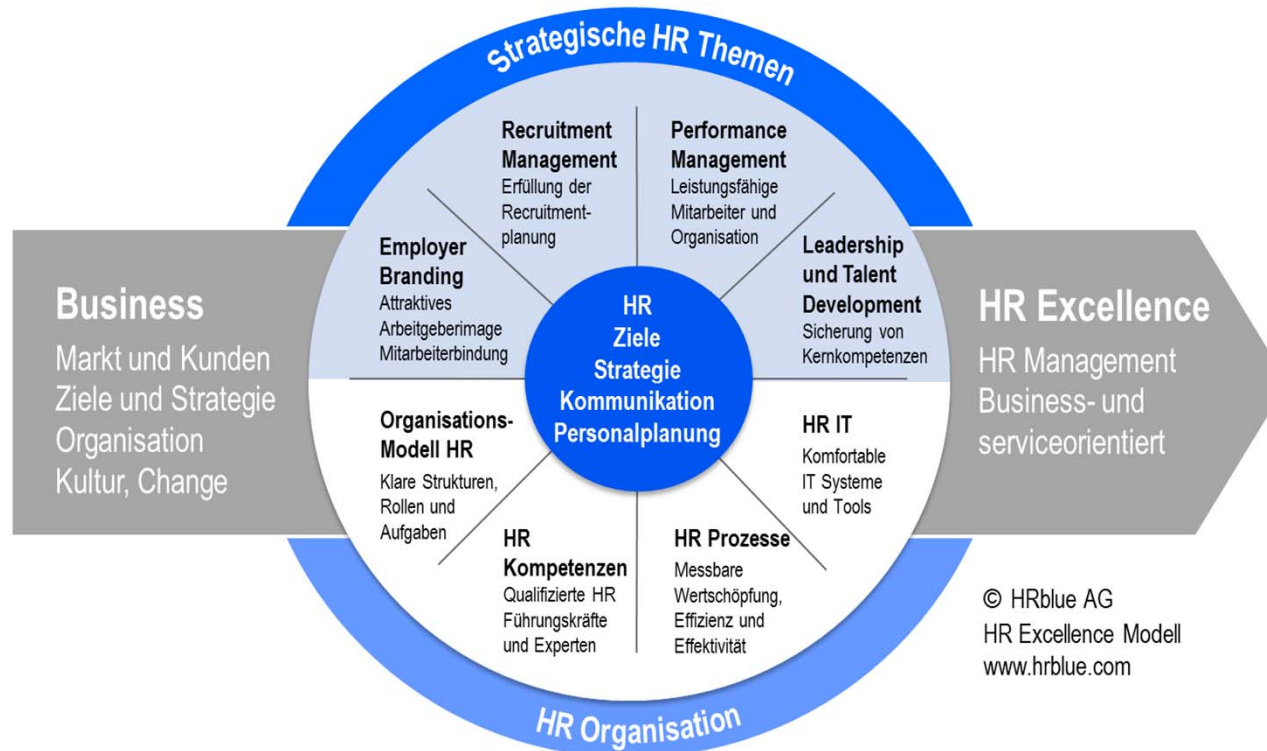 Strategische HR Themen
Recruitment
Management
Erfüllung der
Recruitment-
planung
Performance
Management
Leistungsfähige
Mitarbeiter und
Organisation
Employer
Branding
Attraktives
Arbeitgeberimage
Mitarbeiterbindung
Leadership
und Talent
Development
Sicherung von
Kernkompetenzen
Business
Markt und Kunden
Ziele und Strategie
Organisation
Kultur, Change
HR
Ziele
Strategie
Kommunikation
Personalplanung
HR Excellence
HR Management
Business- und
serviceorientiert
Organisations-
Modell HR
Klare Strukturen,
Rollen und
Aufgaben
HR
Kompetenzen
Qualifizierte HR
Führungskräfte
und Experten
HR Prozesse
Messbare
Wertschöpfung,
Effizienz und
Effektivität
HR IT
Komfortable
IT Systeme
und Tools
HR Organisation
© HRblue AG
HR Excellence Modell
www.hrblue.com